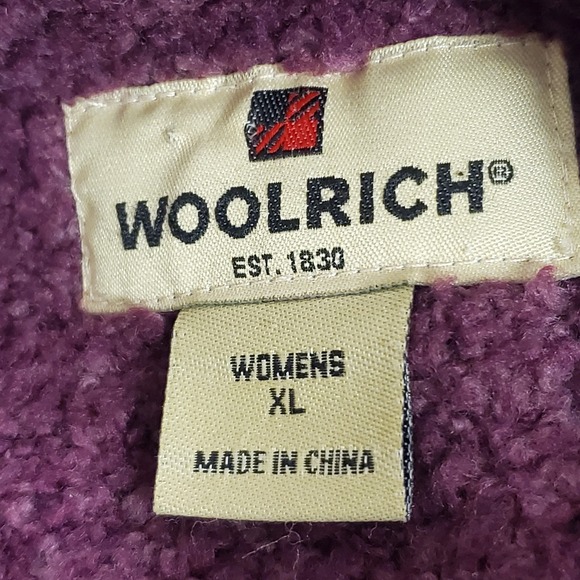 WOOLRICH®
EST. 1830
WOMENS
XL
MADE IN CHINA